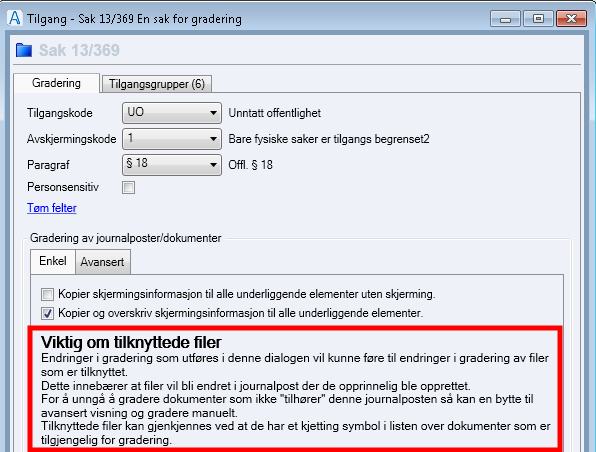 Tilgang - Sak 13/369 En sak for gradering
Sak 13/369
Gradering Tilgangsgrupper (6)
Tilgangskode UO Unntatt offentlighet
Avskjermingskode 1 Bare fysiske saker er tilgangs begrenset2
Paragraf § 18 Offl. § 18
Personsensitiv
Tøm felter
Gradering av journalposter/dokumenter
Enkel Avansert
Kopier skjermingsinformasjon til alle underliggende elementer uten skjerming.
Kopier og overskriv skjermingsinformasjon til alle underliggende elementer.
Viktig om tilknyttede filer
Endringer i gradering som utføres i denne dialogen vil kunne føre til endringer i gradering av filer
som er tilknyttet.
Dette innebærer at filer vil bli endret i journalpost der de opprinnelig ble opprettet.
For å unngå å gradere dokumenter som ikke "tilhører" denne journalposten så kan en bytte til
avansert visning og gradere manuelt.
Tilknyttede filer kan gjenkjennes ved at de har et kjetting symbol i listen over dokumenter som er
tilgjengelig for gradering.